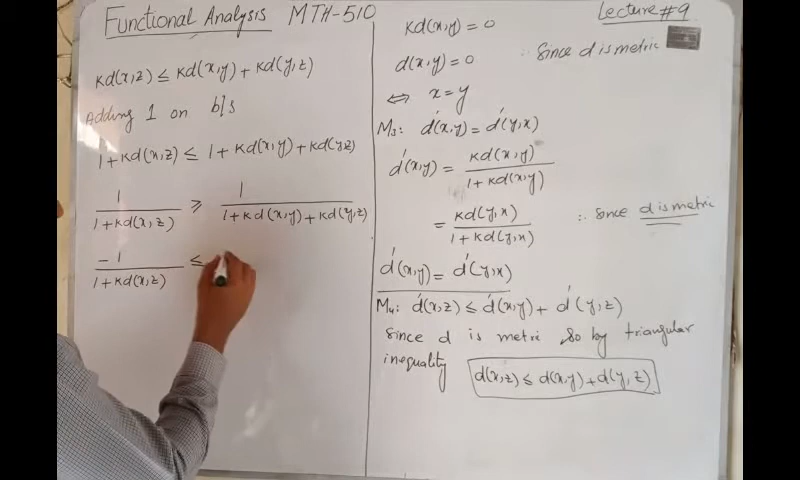 Functional Analysis MTH-510
Kd(x,z) ≤ Kd(x,y) + Kd(y,z)
Adding 1 on b/s
1+Kd(x,z) ≤ 1+Kd(x,y)+Kd(y,z)
1/(1+Kd(x,z)) ≥ 1/(1+Kd(x,y)+Kd(y,z))
-1/(1+Kd(x,z)) ≤
Lecture#9
Kd(x,y)=0
d(x,y)=0 ∵ Since d is metric
⇔ x=y
M₃: d'(x,y) = d'(y,x)
d'(x,y) = Kd(x,y)/(1+Kd(x,y))
= Kd(y,x)/(1+Kd(y,x)) ∵ Since d is metric
d'(x,y) = d'(y,x)
M₄: d'(x,z) ≤ d'(x,y) + d'(y,z)
Since d is metric So by triangular
inequality d(x,z) ≤ d(x,y)+d(y,z)